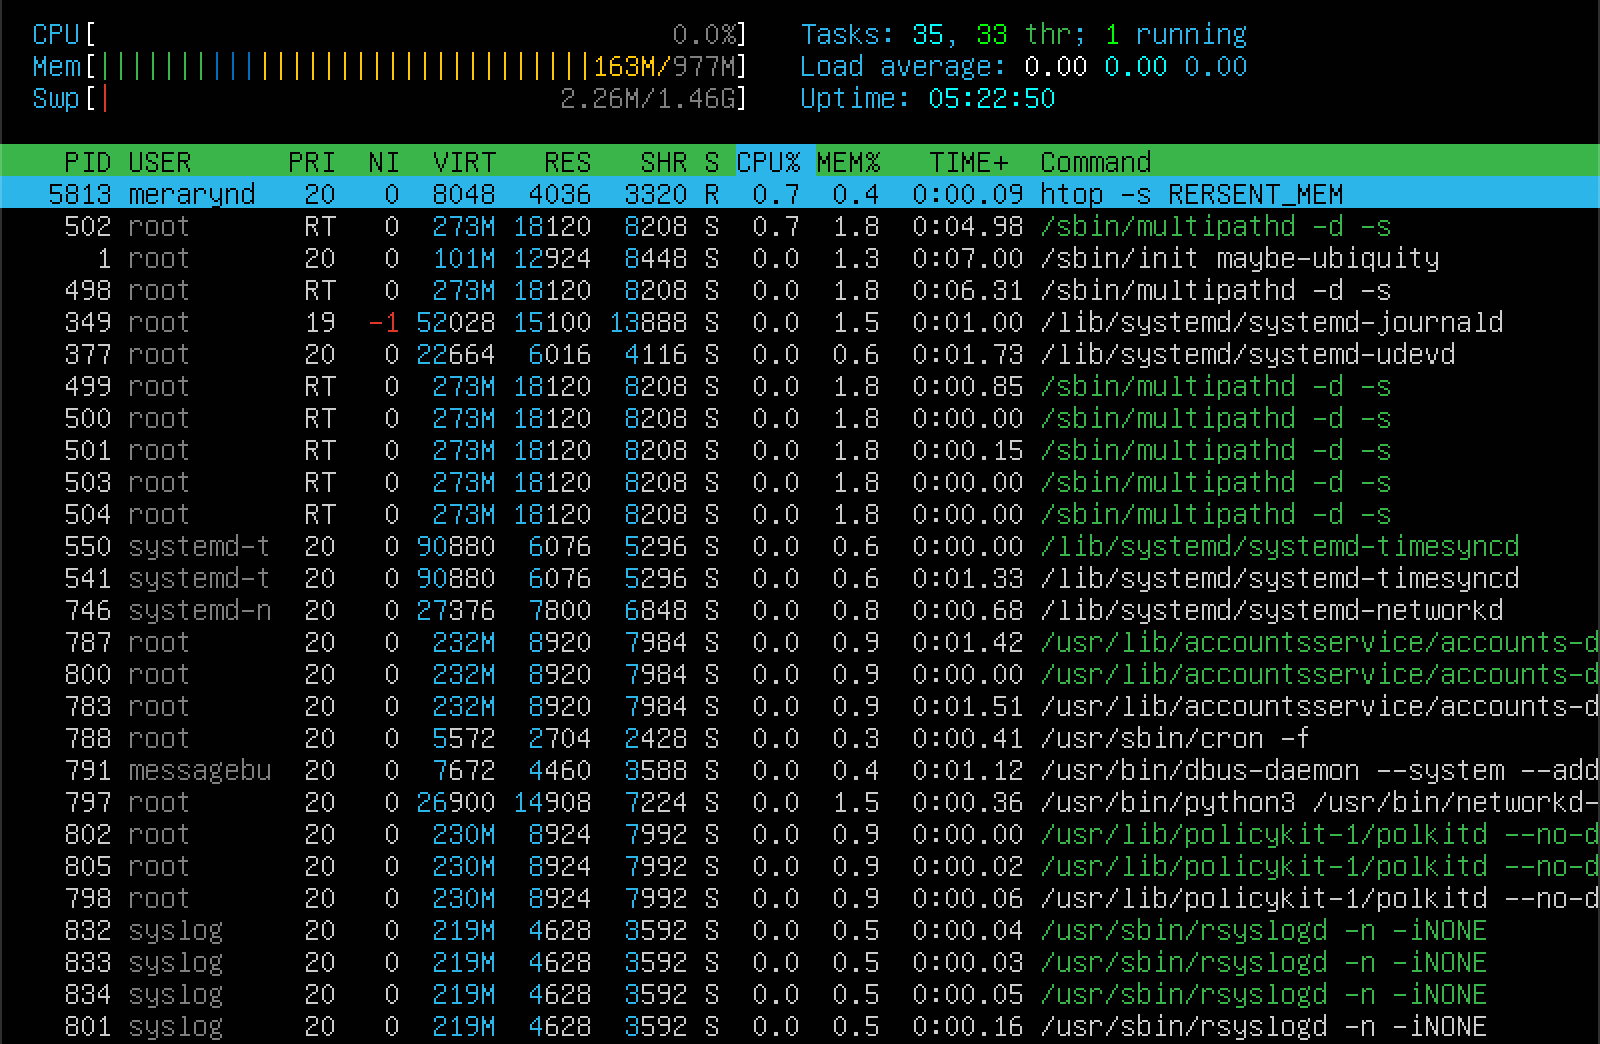 CPU[ 0.0%] Tasks: 35, 33 thr; 1 running
Mem[||||||||||||||||||||||||||||||| 163M/977M] Load average: 0.00 0.00 0.00
Swp[| 2.26M/1.46G] Uptime: 05:22:50
PID USER PRI NI VIRT RES SHR S CPU% MEM% TIME+ Command
5813 merarynd 20 0 8048 4036 3320 R 0.7 0.4 0:00.09 htop -s RERSENT_MEM
502 root RT 0 273M 18120 8208 S 0.7 1.8 0:04.98 /sbin/multipathd -d -s
1 root 20 0 101M 12924 8448 S 0.0 1.3 0:07.00 /sbin/init maybe-ubiquity
498 root RT 0 273M 18120 8208 S 0.0 1.8 0:06.31 /sbin/multipathd -d -s
349 root 19 -1 52028 15100 13888 S 0.0 1.5 0:01.00 /lib/systemd/systemd-journald
377 root 20 0 22664 6016 4116 S 0.0 0.6 0:01.73 /lib/systemd/systemd-udevd
499 root RT 0 273M 18120 8208 S 0.0 1.8 0:00.85 /sbin/multipathd -d -s
500 root RT 0 273M 18120 8208 S 0.0 1.8 0:00.00 /sbin/multipathd -d -s
501 root RT 0 273M 18120 8208 S 0.0 1.8 0:00.15 /sbin/multipathd -d -s
503 root RT 0 273M 18120 8208 S 0.0 1.8 0:00.00 /sbin/multipathd -d -s
504 root RT 0 273M 18120 8208 S 0.0 1.8 0:00.00 /sbin/multipathd -d -s
550 systemd-t 20 0 90880 6076 5296 S 0.0 0.6 0:00.00 /lib/systemd/systemd-timesyncd
541 systemd-t 20 0 90880 6076 5296 S 0.0 0.6 0:01.33 /lib/systemd/systemd-timesyncd
746 systemd-n 20 0 27376 7800 6848 S 0.0 0.8 0:00.68 /lib/systemd/systemd-networkd
787 root 20 0 232M 8920 7984 S 0.0 0.9 0:01.42 /usr/lib/accountsservice/accounts-d
800 root 20 0 232M 8920 7984 S 0.0 0.9 0:00.00 /usr/lib/accountsservice/accounts-d
783 root 20 0 232M 8920 7984 S 0.0 0.9 0:01.51 /usr/lib/accountsservice/accounts-d
788 root 20 0 5572 2704 2428 S 0.0 0.3 0:00.41 /usr/sbin/cron -f
791 messagebu 20 0 7672 4460 3588 S 0.0 0.4 0:01.12 /usr/bin/dbus-daemon --system --add
797 root 20 0 26900 14908 7224 S 0.0 1.5 0:00.36 /usr/bin/python3 /usr/bin/networkd-
802 root 20 0 230M 8924 7992 S 0.0 0.9 0:00.00 /usr/lib/policykit-1/polkitd --no-d
805 root 20 0 230M 8924 7992 S 0.0 0.9 0:00.02 /usr/lib/policykit-1/polkitd --no-d
798 root 20 0 230M 8924 7992 S 0.0 0.9 0:00.06 /usr/lib/policykit-1/polkitd --no-d
832 syslog 20 0 219M 4628 3592 S 0.0 0.5 0:00.04 /usr/sbin/rsyslogd -n -iNONE
833 syslog 20 0 219M 4628 3592 S 0.0 0.5 0:00.03 /usr/sbin/rsyslogd -n -iNONE
834 syslog 20 0 219M 4628 3592 S 0.0 0.5 0:00.05 /usr/sbin/rsyslogd -n -iNONE
801 syslog 20 0 219M 4628 3592 S 0.0 0.5 0:00.16 /usr/sbin/rsyslogd -n -iNONE